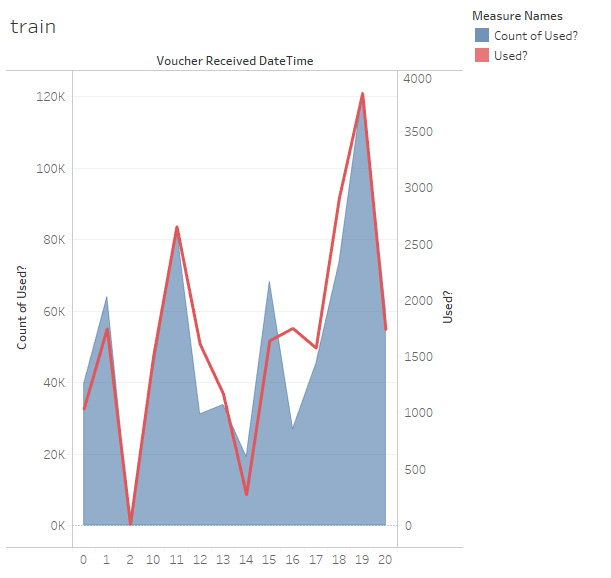 train
Measure Names
Count of Used?
Used?
Voucher Received DateTime
Count of Used?
120K
100K
80K
60K
40K
20K
0K
4000
3500
3000
2500
2000
1500
1000
500
0
Used?
0 1 2 10 11 12 13 14 15 16 17 18 19 20